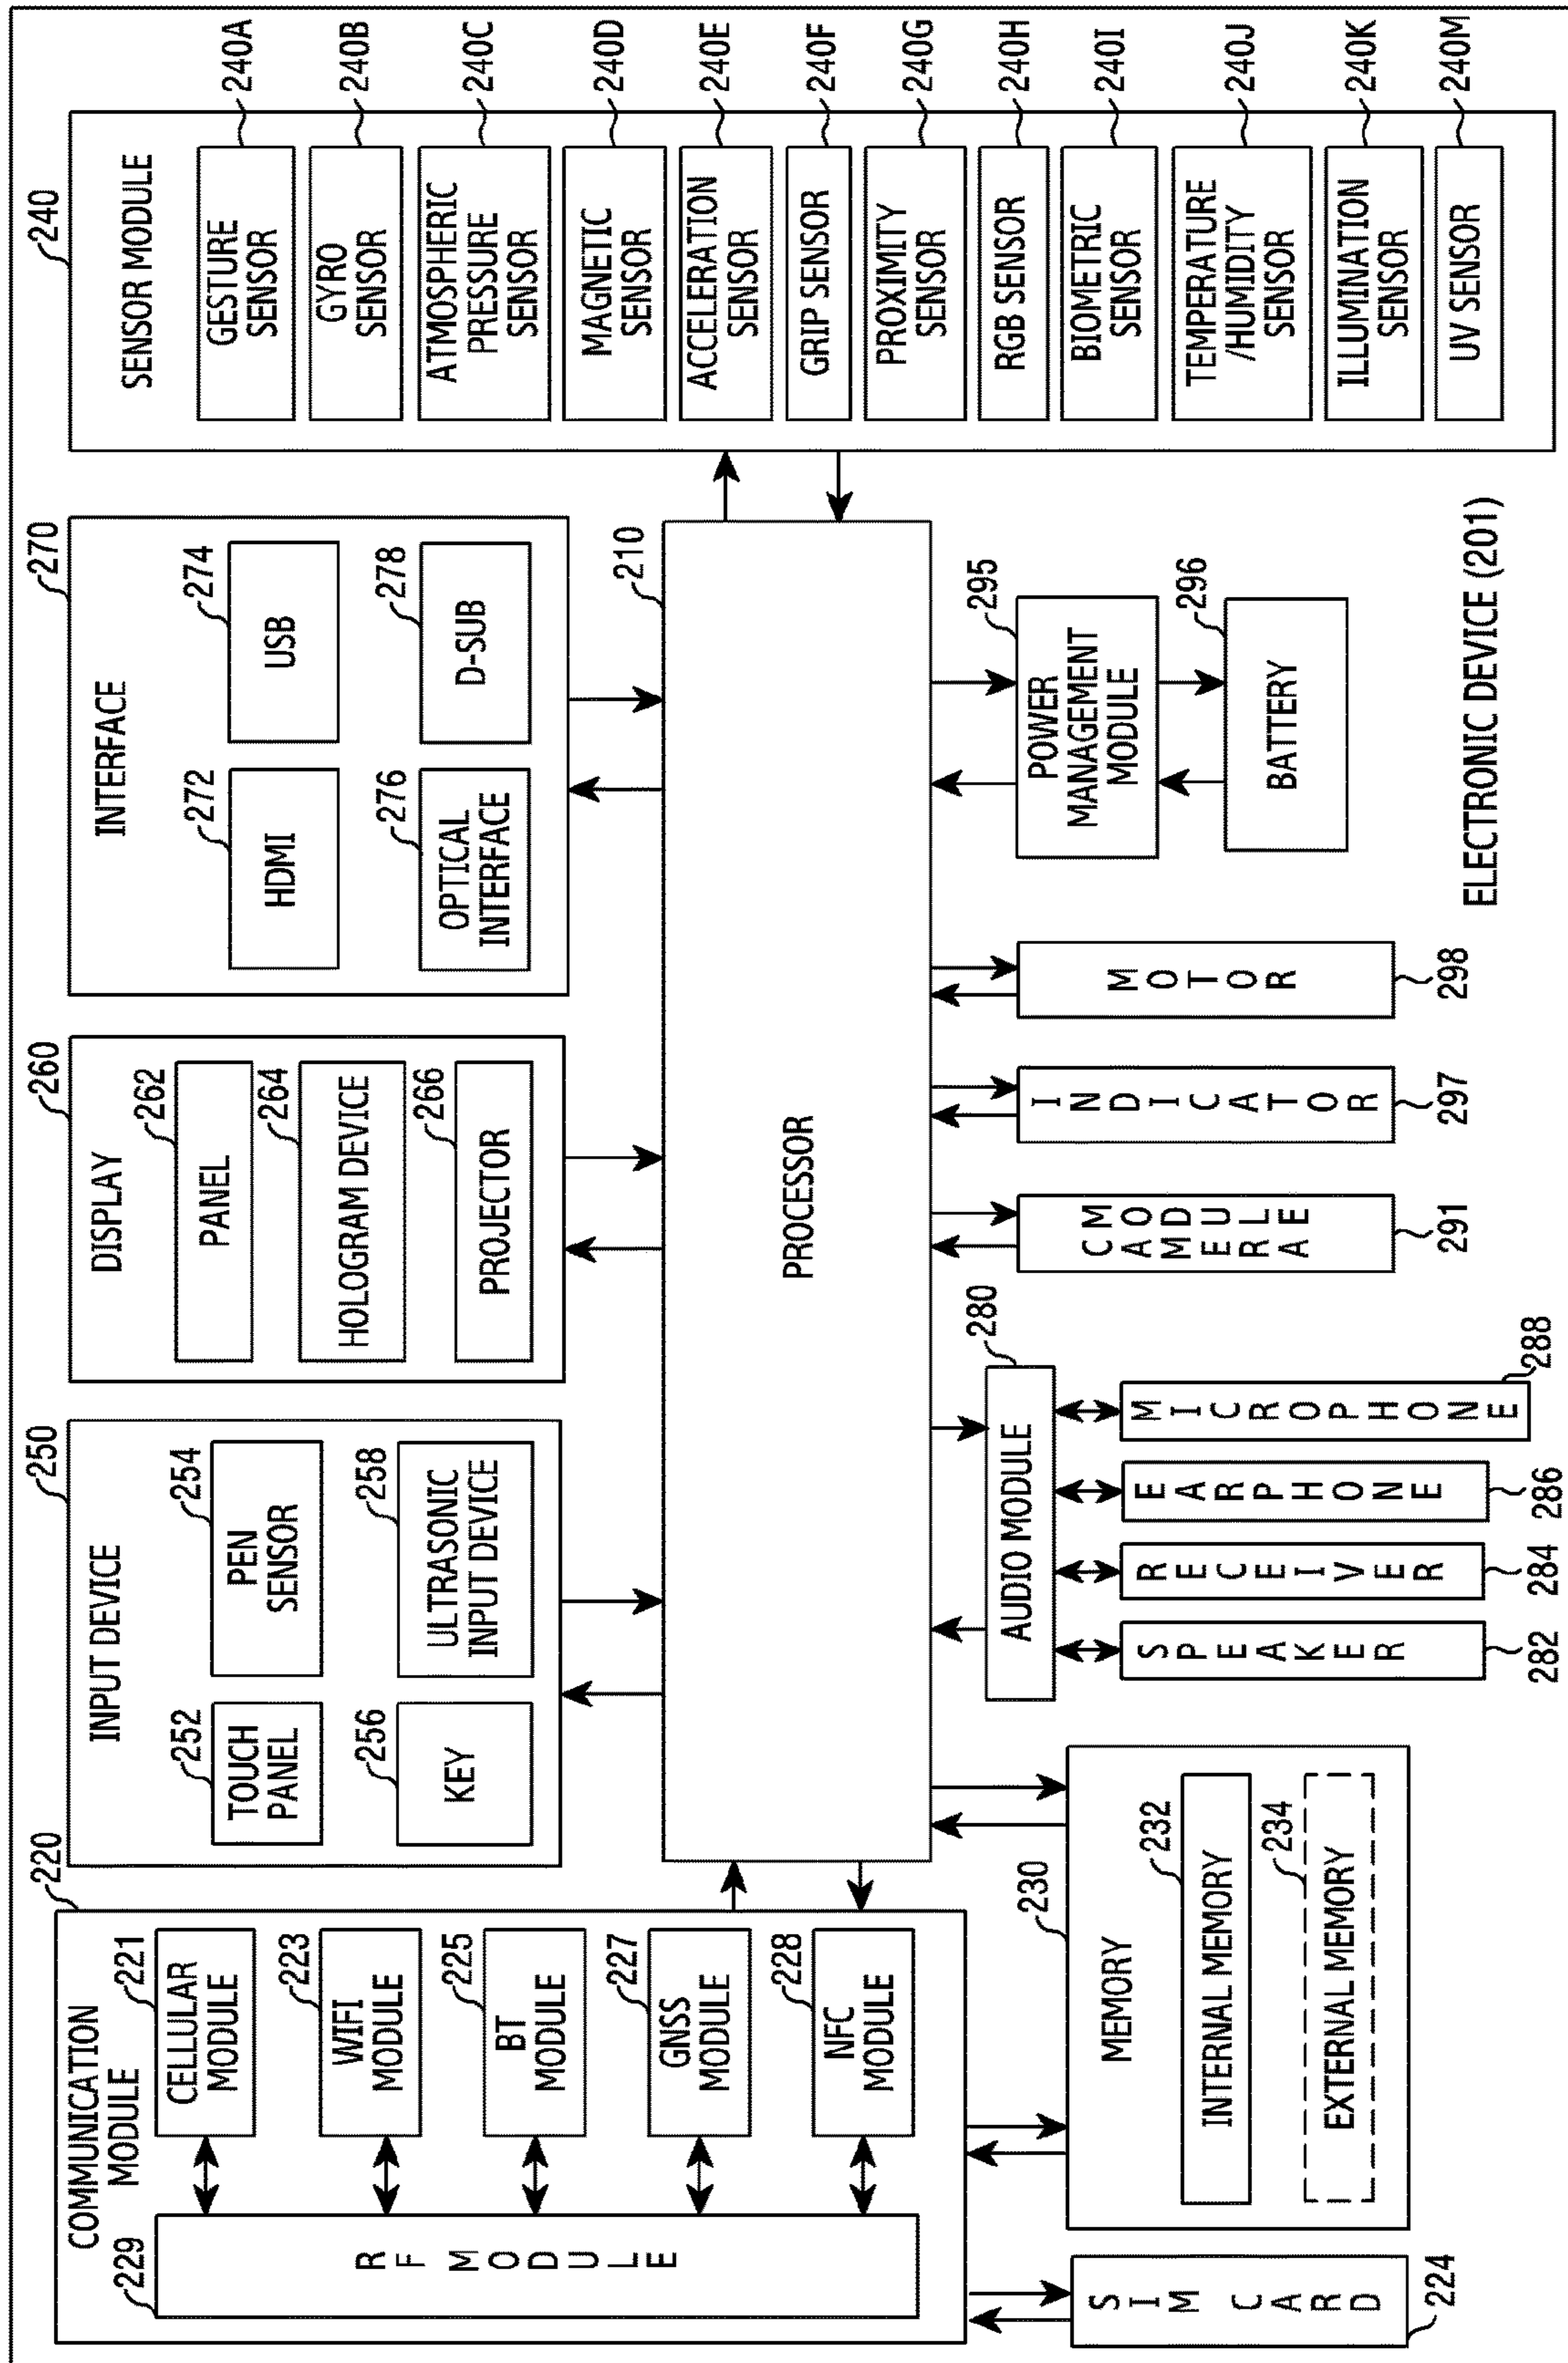 220
COMMUNICATION
MODULE
229
RF MODULE
221
CELLULAR
MODULE
223
WIFI
MODULE
225
BT
MODULE
227
GNSS
MODULE
228
NFC
MODULE
250
INPUT DEVICE
252
TOUCH
PANEL
254
PEN
SENSOR
256
KEY
258
ULTRASONIC
INPUT DEVICE
260
DISPLAY
262
PANEL
264
HOLOGRAM DEVICE
266
PROJECTOR
270
INTERFACE
272
HDMI
274
USB
276
OPTICAL
INTERFACE
278
D-SUB
240
SENSOR MODULE
GESTURE
SENSOR
240A
GYRO
SENSOR
240B
ATMOSPHERIC
PRESSURE
SENSOR
240C
MAGNETIC
SENSOR
240D
ACCELERATION
SENSOR
240E
GRIP SENSOR
240F
PROXIMITY
SENSOR
240G
RGB SENSOR
240H
BIOMETRIC
SENSOR
240I
TEMPERATURE
/HUMIDITY
SENSOR
240J
ILLUMINATION
SENSOR
240K
UV SENSOR
240M
210
PROCESSOR
SIM CARD
224
230
MEMORY
232
INTERNAL MEMORY
234
EXTERNAL MEMORY
280
AUDIO MODULE
SPEAKER
282
RECEIVER
284
EARPHONE
286
MICROPHONE
288
CAMERA
MODULE
291
INDICATOR
297
MOTOR
298
295
POWER
MANAGEMENT
MODULE
296
BATTERY
ELECTRONIC DEVICE (201)